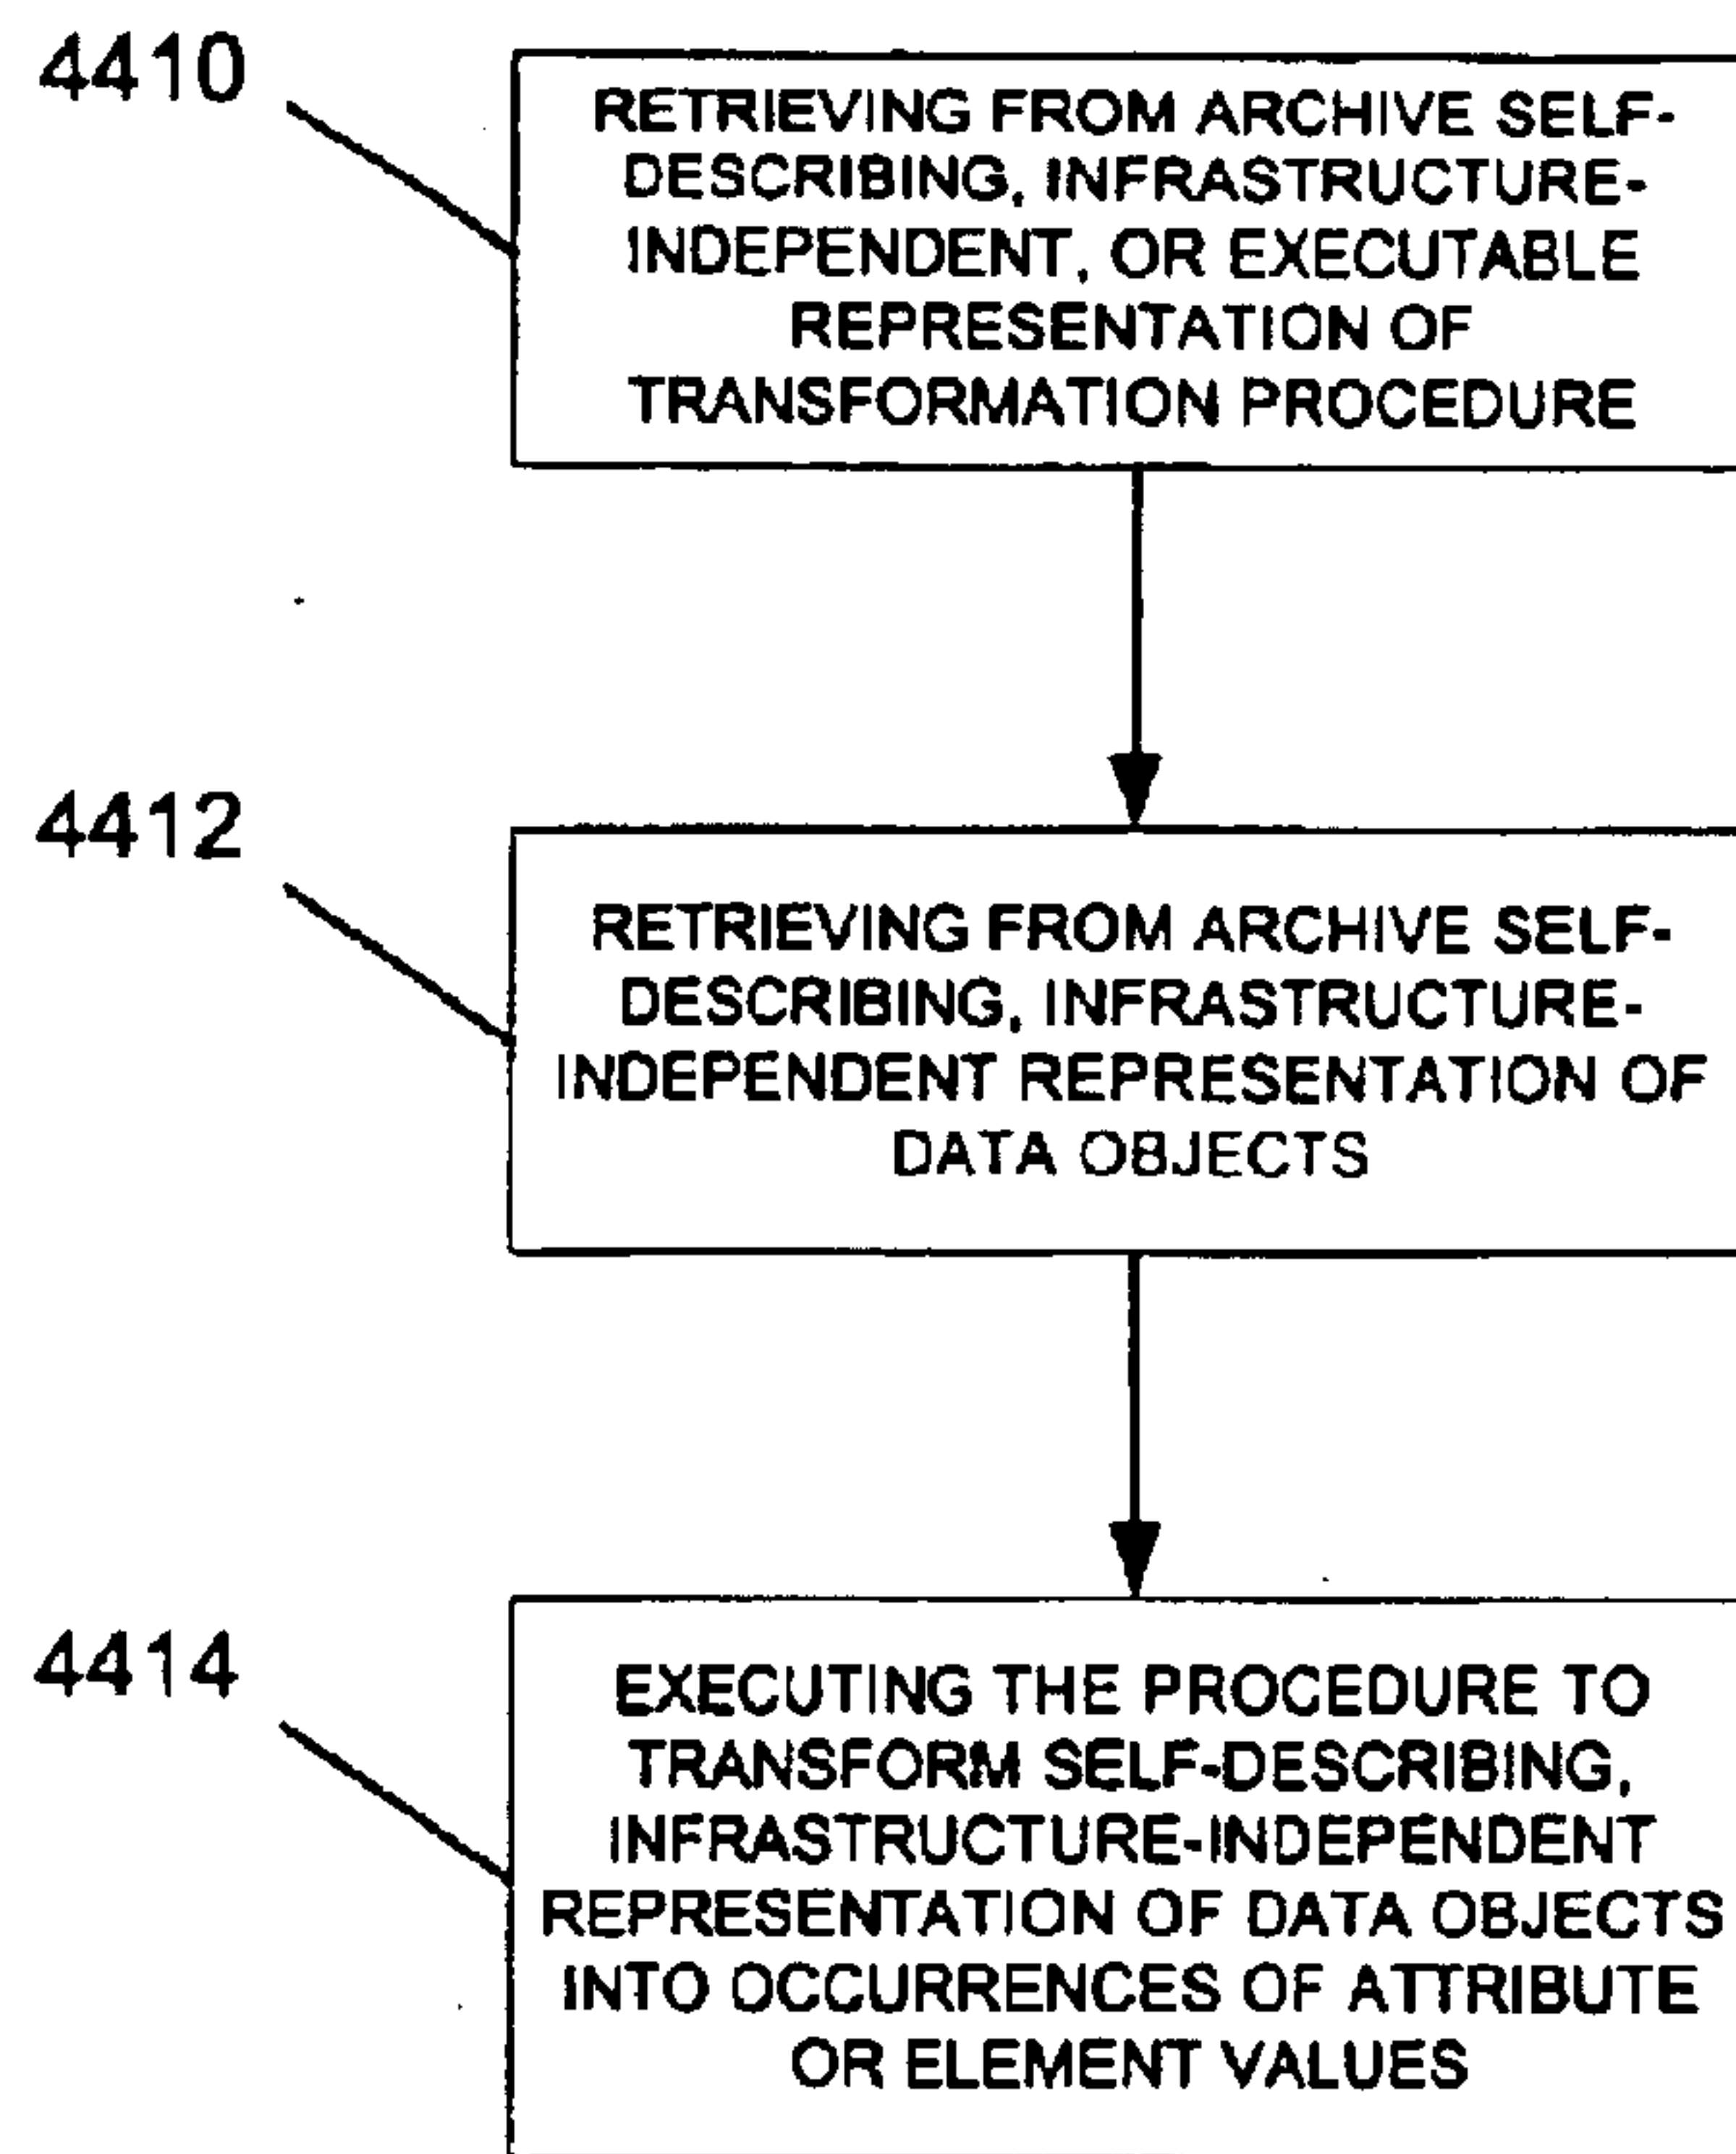 4410
RETRIEVING FROM ARCHIVE SELF-
DESCRIBING, INFRASTRUCTURE-
INDEPENDENT, OR EXECUTABLE
REPRESENTATION OF
TRANSFORMATION PROCEDURE
4412
RETRIEVING FROM ARCHIVE SELF-
DESCRIBING, INFRASTRUCTURE-
INDEPENDENT REPRESENTATION OF
DATA OBJECTS
4414
EXECUTING THE PROCEDURE TO
TRANSFORM SELF-DESCRIBING,
INFRASTRUCTURE-INDEPENDENT
REPRESENTATION OF DATA OBJECTS
INTO OCCURRENCES OF ATTRIBUTE
OR ELEMENT VALUES